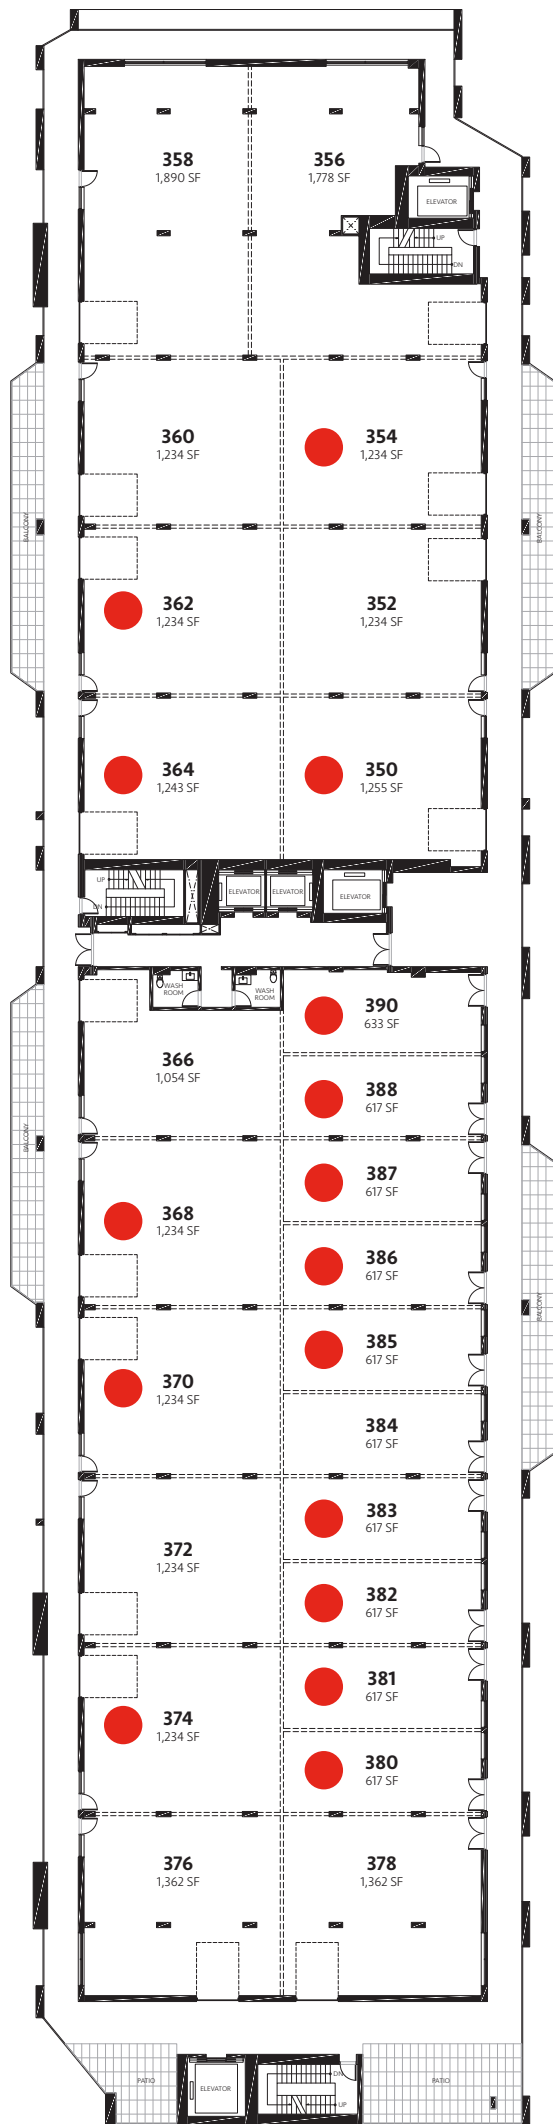 358
1,890 SF
356
1,778 SF
ELEVATOR
UP
DN
360
1,234 SF
354
1,234 SF
BALCONY
BALCONY
362
1,234 SF
352
1,234 SF
364
1,243 SF
350
1,255 SF
UP
DN
ELEVATOR
ELEVATOR
ELEVATOR
WASH
ROOM
WASH
ROOM
390
633 SF
366
1,054 SF
388
617 SF
BALCONY
387
617 SF
368
1,234 SF
386
617 SF
BALCONY
385
617 SF
370
1,234 SF
384
617 SF
383
617 SF
372
1,234 SF
382
617 SF
381
617 SF
374
1,234 SF
380
617 SF
376
1,362 SF
378
1,362 SF
PATIO
ELEVATOR
DN
UP
PATIO